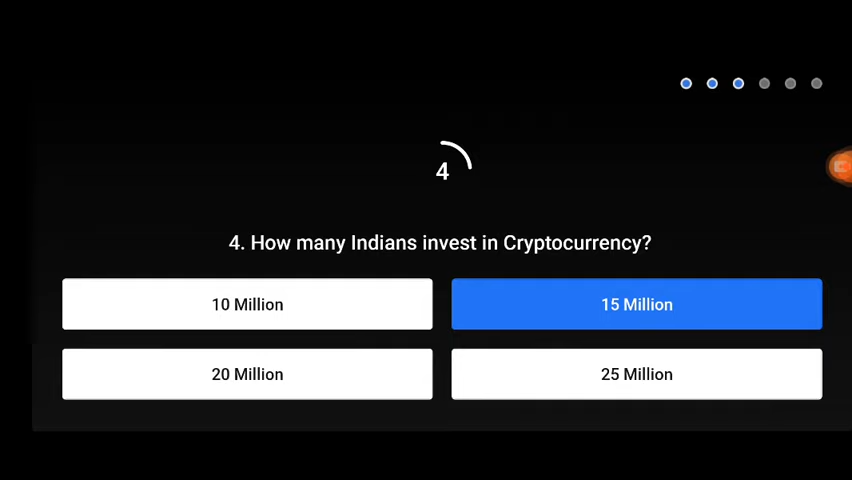 4
4. How many Indians invest in Cryptocurrency?
10 Million
15 Million
20 Million
25 Million